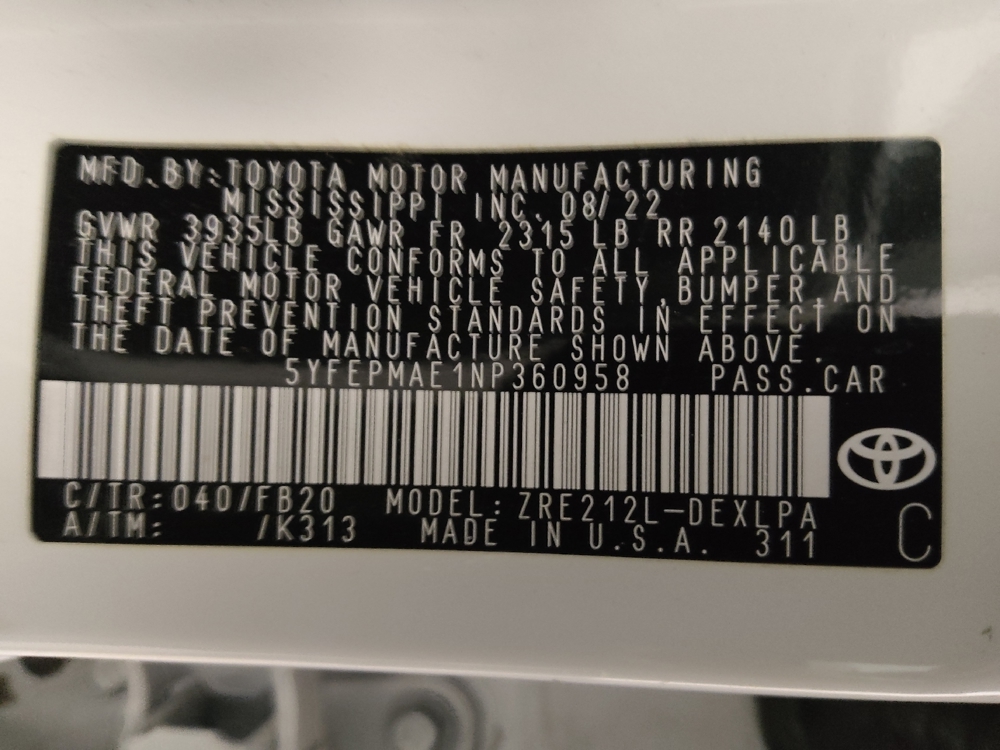 MFD.BY:TOYOTA MOTOR MANUFACTURING
MISSISSIPPI INC. 08/22
GVWR 3935LB GAWR FR 2315 LB RR 2140 LB
THIS VEHICLE CONFORMS TO ALL APPLICABLE
FEDERAL MOTOR VEHICLE SAFETY,BUMPER,AND
THEFT PREVENTION STANDARDS IN EFFECT ON
THE DATE OF MANUFACTURE SHOWN ABOVE.
5YFEPMAE1NP360958 PASS.CAR
C/TR:040/FB20 MODEL:ZRE212L-DEXLPA
A/TM: /K313 MADE IN U.S.A. 311
C